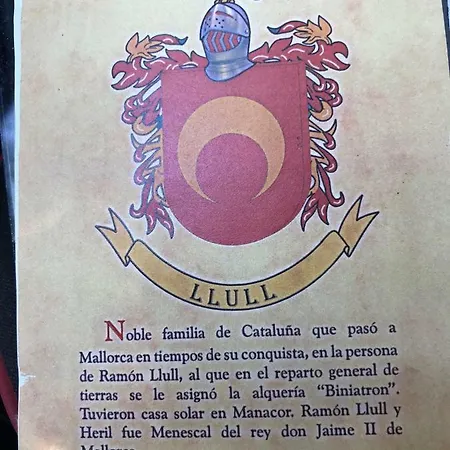 LLULL
Noble familia de Cataluña que pasó a
Mallorca en tiempos de su conquista, en la persona
de Ramón Llull, al que en el reparto general de
tierras se le asignó la alquería “Biniatron”.
Tuvieron casa solar en Manacor. Ramón Llull y
Heril fue Menescal del rey don Jaime II de